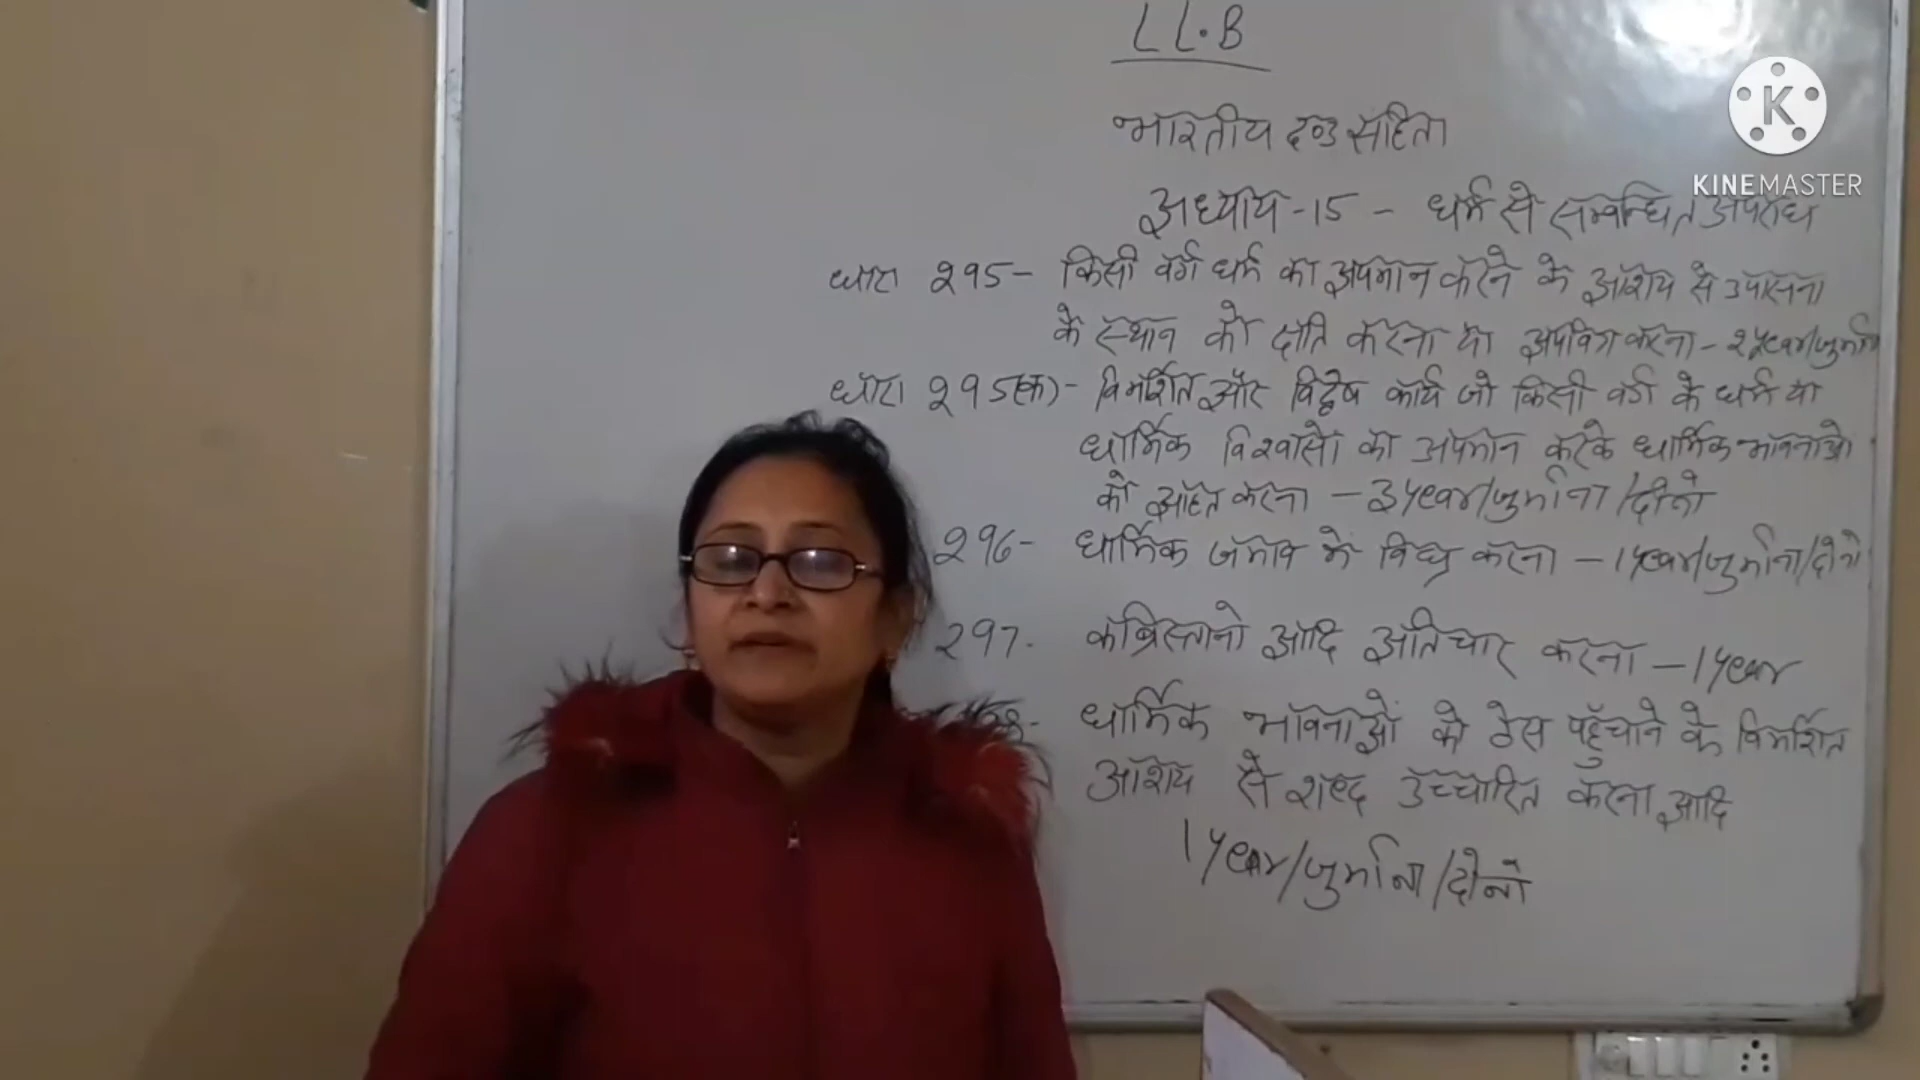 LL.B
K
KINEMASTER
भारतीय दण्ड संहिता
अध्याय -15 - धर्म से सम्बन्धित अपराध
धारा 295 - किसी वर्ग धर्म का अपमान करने के आशय से उपासना
के स्थान को क्षति करना या अपवित्र करना - 2 year/जुर्माना
धारा 295(क) - विमर्शित और विद्वेष कार्य जो किसी वर्ग के धर्म या
धार्मिक विश्वासों का अपमान करके धार्मिक भावनाओं
को आहत करना - 3 year/जुर्माना/दोनों
296 - धार्मिक जमाव में विघ्न करना - 1 year/जुर्माना/दोनों
297. कब्रिस्तानों आदि अतिचार करना - 1 year
धार्मिक भावनाओं को ठेस पहुँचाने के विमर्शित
आशय से शब्द उच्चारित करना आदि
1 year/जुर्माना/दोनों